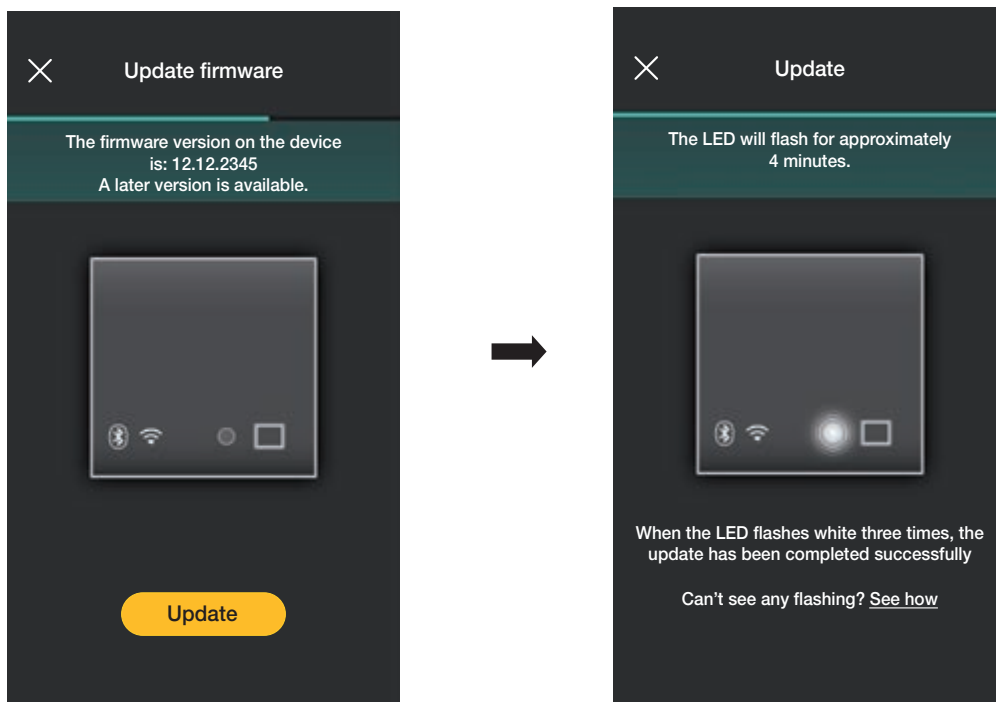 Update firmware
The firmware version on the device
is: 12.12.2345
A later version is available.
Update
Update
The LED will flash for approximately
4 minutes.
When the LED flashes white three times, the
update has been completed successfully
Can't see any flashing? See how